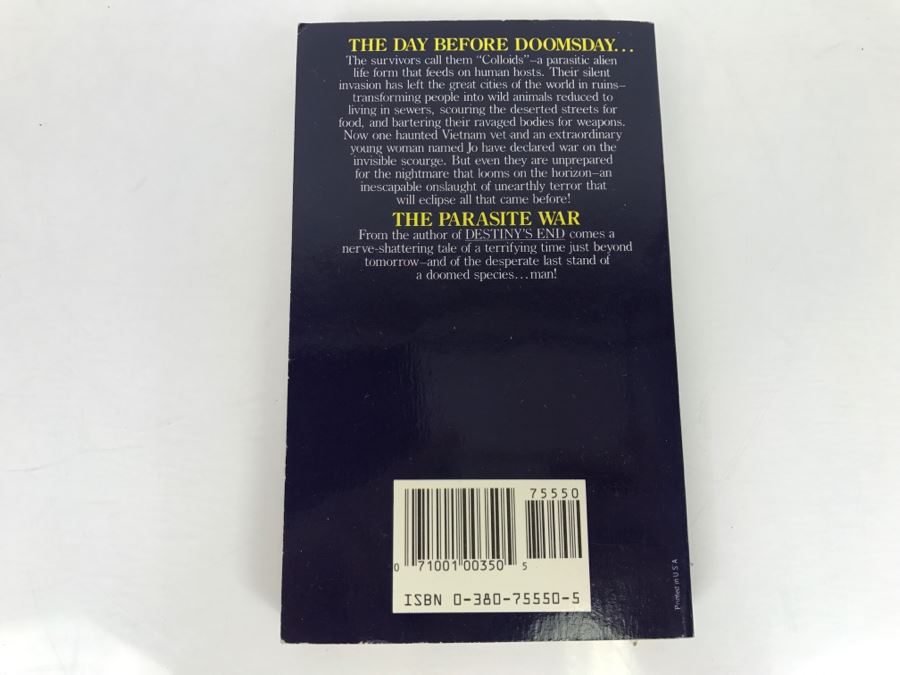 THE DAY BEFORE DOOMSDAY...
The survivors call them "Colloids"—a parasitic alien
life form that feeds on human hosts. Their silent
invasion has left the great cities of the world in ruins—
transforming people into wild animals reduced to
living in sewers, scouring the deserted streets for
food, and bartering their ravaged bodies for weapons.
Now one haunted Vietnam vet and an extraordinary
young woman named Jo have declared war on the
invisible scourge. But even they are unprepared
for the nightmare that looms on the horizon—an
inescapable onslaught of unearthly terror that
will eclipse all that came before!
THE PARASITE WAR
From the author of DESTINY'S END comes a
nerve-shattering tale of a terrifying time just beyond
tomorrow—and of the desperate last stand of
a doomed species...man!
75550
0 71001 00350 5
ISBN 0-380-75550-5
Printed in U.S.A.